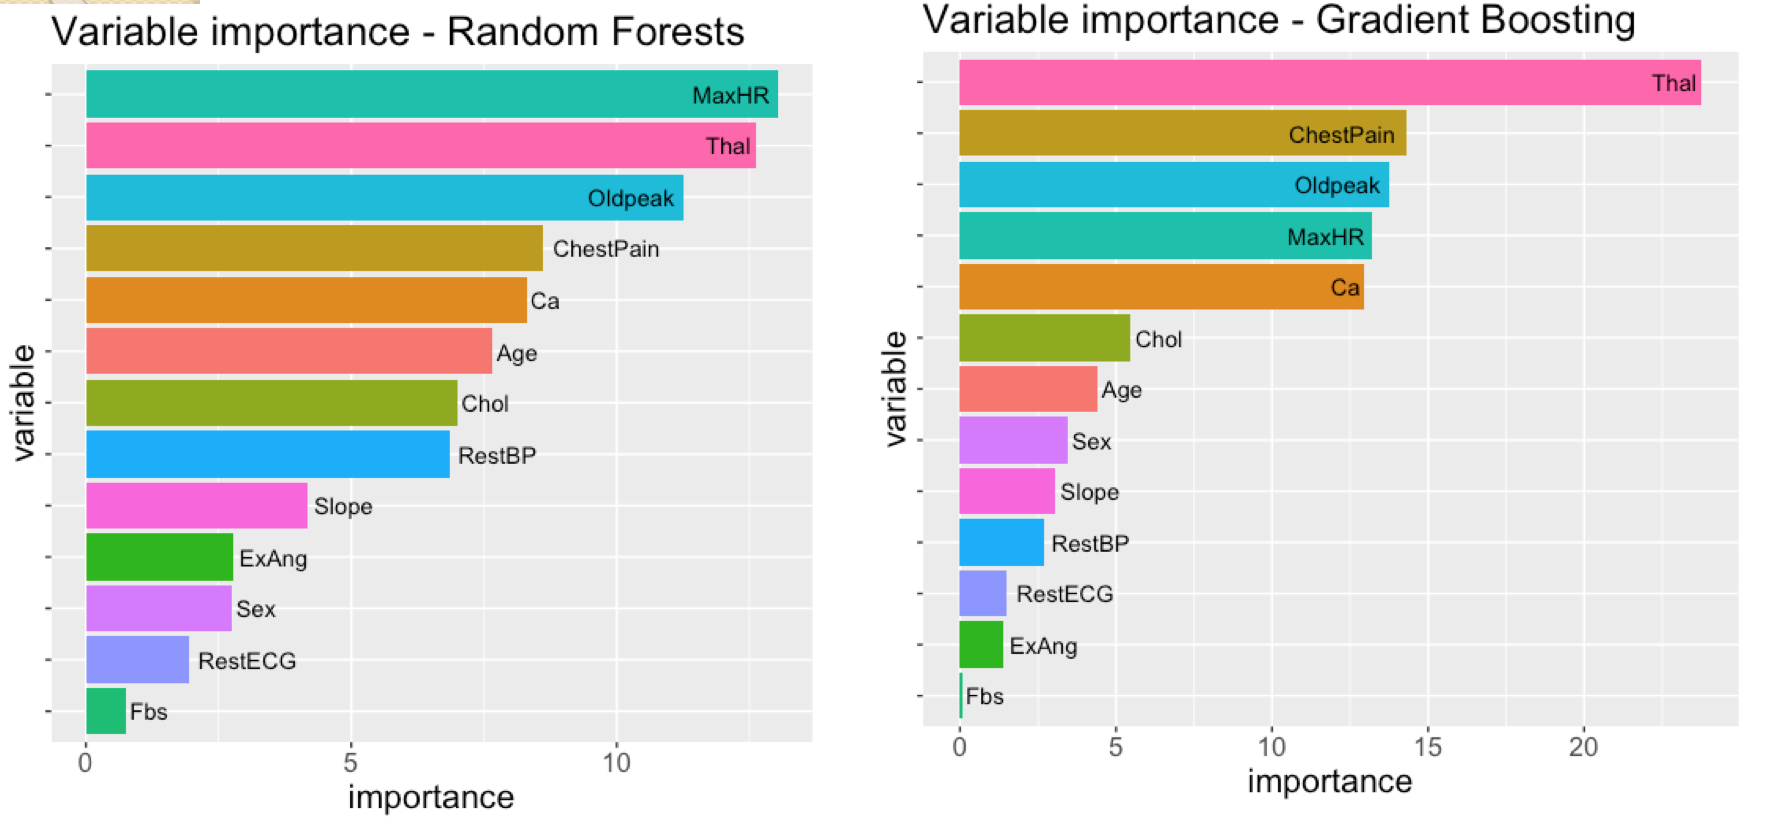 Variable importance - Random Forests
MaxHR
Thal
Oldpeak
ChestPain
Ca
Age
Chol
RestBP
Slope
ExAng
Sex
RestECG
Fbs
variable
0 5 10
importance
Variable importance - Gradient Boosting
Thal
ChestPain
Oldpeak
MaxHR
Ca
Chol
Age
Sex
Slope
RestBP
RestECG
ExAng
Fbs
variable
0 5 10 15 20
importance